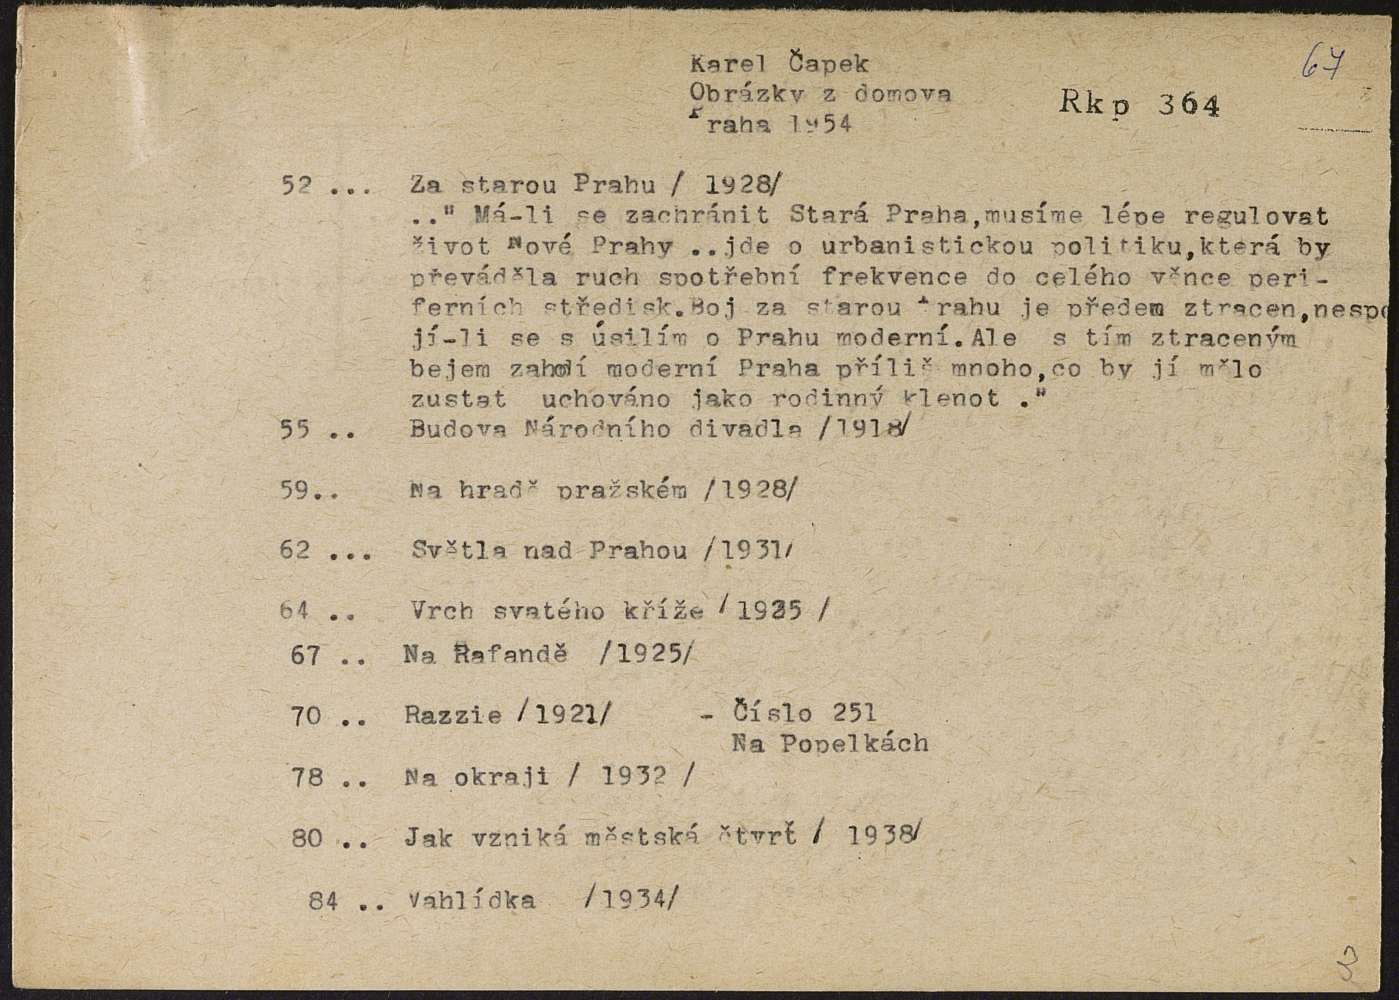 67
Karel Čapek
Obrázky z domova
Praha 1954
Rkp 364
52 ... Za starou Prahu / 1928/
.." Má-li se zachránit Stará Praha,musíme lépe regulovat
život Nové Prahy ..jde o urbanistickou politiku,která by
převáděla ruch spotřební frekvence do celého věnce peri-
ferních středisk.Boj za starou Prahu je předem ztracen,nespo
jí-li se s úsilím o Prahu moderní.Ale s tím ztraceným
bejem zahodí moderní Praha příliš mnoho,co by jí mělo
zustat uchováno jako rodinný klenot ."
55 .. Budova Národního divadla /1918/
59.. Na hradě pražském /1928/
62 ... Světla nad Prahou /1931/
64 .. Vrch svatého kříže /1925 /
67 .. Na Rafandě /1925/
70 .. Razzie /1921/ - Číslo 251
Na Popelkách
78 .. Na okraji / 1932 /
80 .. Jak vzniká městská čtvrť / 1938/
84 .. Vahlídka /1934/